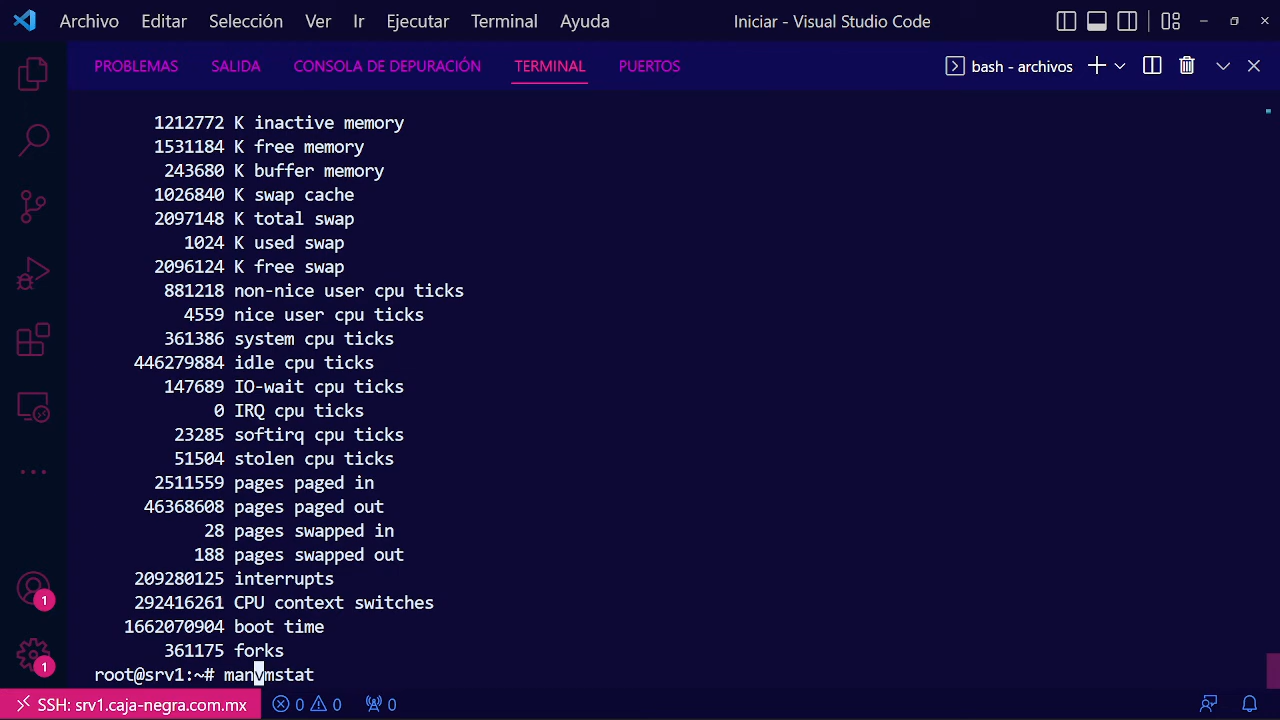 Archivo Editar Selección Ver Ir Ejecutar Terminal Ayuda Iniciar - Visual Studio Code
PROBLEMAS SALIDA CONSOLA DE DEPURACIÓN TERMINAL PUERTOS bash - archivos
1212772 K inactive memory
1531184 K free memory
243680 K buffer memory
1026840 K swap cache
2097148 K total swap
1024 K used swap
2096124 K free swap
881218 non-nice user cpu ticks
4559 nice user cpu ticks
361386 system cpu ticks
446279884 idle cpu ticks
147689 IO-wait cpu ticks
0 IRQ cpu ticks
23285 softirq cpu ticks
51504 stolen cpu ticks
2511559 pages paged in
46368608 pages paged out
28 pages swapped in
188 pages swapped out
209280125 interrupts
292416261 CPU context switches
1662070904 boot time
361175 forks
root@srv1:~# manvmstat
1
1
SSH: srv1.caja-negra.com.mx 0 0 0